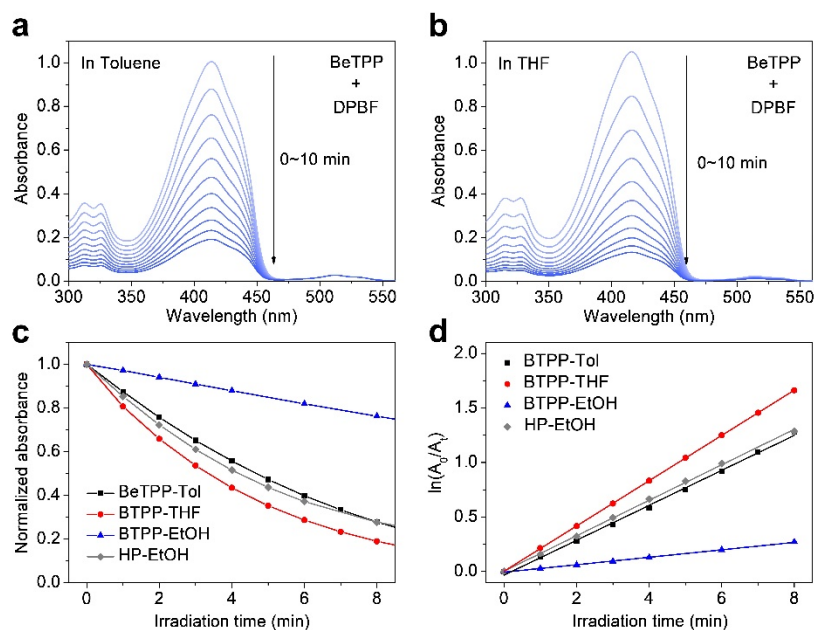 a
In Toluene
BeTPP
+
DPBF
0~10 min
Absorbance
1.0
0.8
0.6
0.4
0.2
0.0
300 350 400 450 500 550
Wavelength (nm)
b
In THF
BeTPP
+
DPBF
0~10 min
Absorbance
1.0
0.8
0.6
0.4
0.2
0.0
300 350 400 450 500 550
Wavelength (nm)
c
Normalized absorbance
1.0
0.8
0.6
0.4
0.2
0.0
BeTPP-Tol
BTPP-THF
BTPP-EtOH
HP-EtOH
0 2 4 6 8
Irradiation time (min)
d
ln(A0/At)
2.0
1.5
1.0
0.5
0.0
BTPP-Tol
BTPP-THF
BTPP-EtOH
HP-EtOH
0 2 4 6 8
Irradiation time (min)